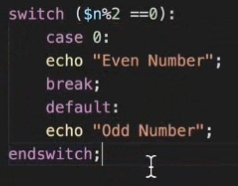 switch ($n%2 ==0):
case 0:
echo "Even Number";
break;
default:
echo "Odd Number";
endswitch;